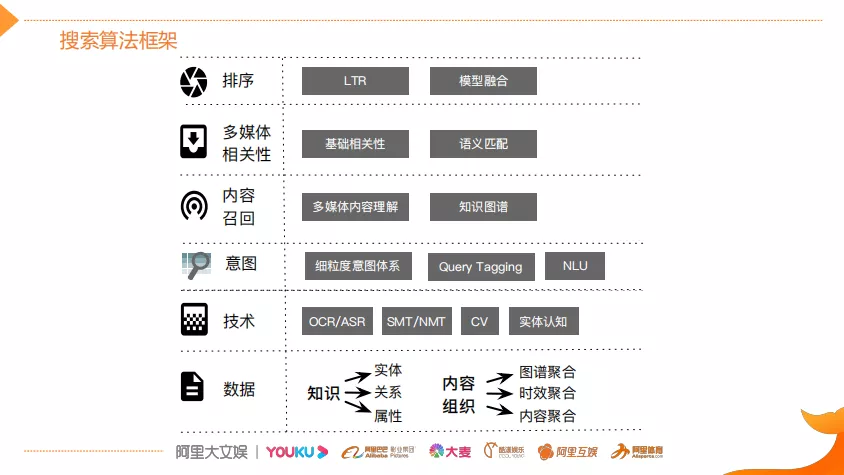 搜索算法框架
排序
LTR
模型融合
多媒体
相关性
基础相关性
语义匹配
内容
召回
多媒体内容理解
知识图谱
意图
细粒度意图体系
Query Tagging
NLU
技术
OCR/ASR
SMT/NMT
CV
实体认知
数据
知识
实体
关系
属性
内容
组织
图谱聚合
时效聚合
内容聚合
阿里大文娱
YOUKU
阿里巴巴 影业集团
Alibaba Pictures
大麦
阿里互娱
阿里体育
Alisports.com